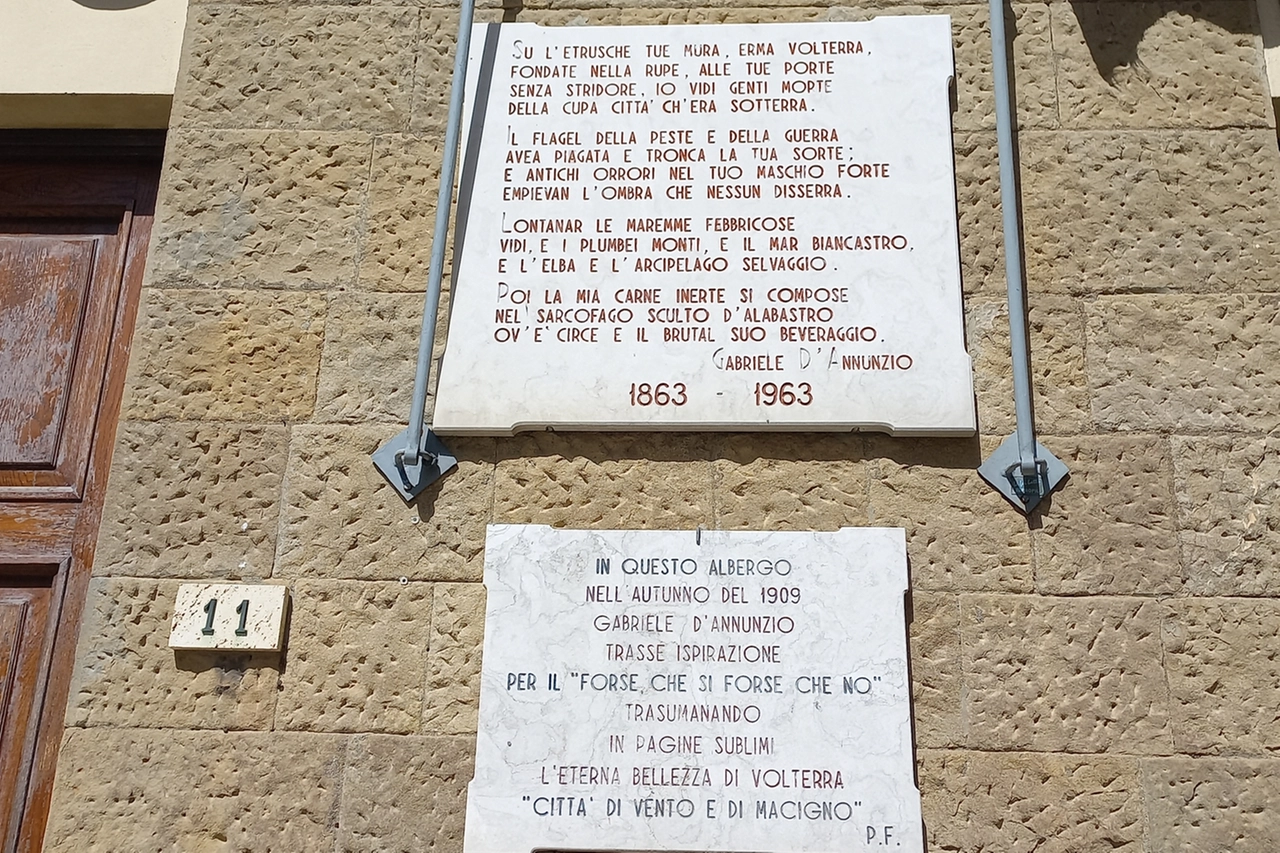 SU L'ETRUSCHE TUE MURA, ERMA VOLTERRA,
FONDATE NELLA RUPE, ALLE TUE PORTE
SENZA STRIDORE, IO VIDI GENTI MORTE
DELLA CUPA CITTA' CH'ERA SOTTERRA.
IL FLAGEL DELLA PESTE E DELLA GUERRA
AVEA PIAGATA E TRONCA LA TUA SORTE;
E ANTICHI ORRORI NEL TUO MASCHIO FORTE
EMPIEVAN L'OMBRA CHE NESSUN DISSERRA.
LONTANAR LE MAREMME FEBBRICOSE
VIDI, E I PLUMBEI MONTI, E IL MAR BIANCASTRO,
E L'ELBA E L'ARCIPELAGO SELVAGGIO.
POI LA MIA CARNE INERTE SI COMPOSE
NEL SARCOFAGO SCULTO D'ALABASTRO
OV'E' CIRCE E IL BRUTAL SUO BEVERAGGIO.
GABRIELE D'ANNUNZIO
1863 - 1963
11
IN QUESTO ALBERGO
NELL'AUTUNNO DEL 1909
GABRIELE D'ANNUNZIO
TRASSE ISPIRAZIONE
PER IL "FORSE CHE SI FORSE CHE NO"
TRASUMANANDO
IN PAGINE SUBLIMI
L'ETERNA BELLEZZA DI VOLTERRA
"CITTA' DI VENTO E DI MACIGNO"
P.F.